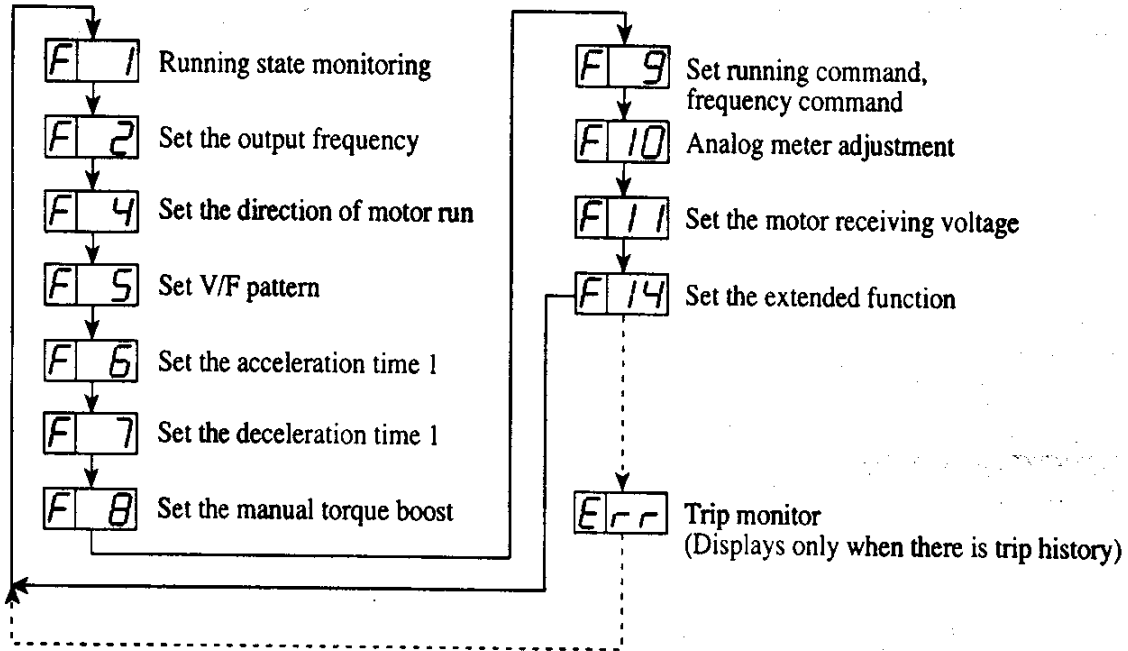 F 1 Running state monitoring
F 2 Set the output frequency
F 4 Set the direction of motor run
F 5 Set V/F pattern
F 6 Set the acceleration time 1
F 7 Set the deceleration time 1
F 8 Set the manual torque boost
F 9 Set running command,
frequency command
F 10 Analog meter adjustment
F 11 Set the motor receiving voltage
F 14 Set the extended function
Err Trip monitor
(Displays only when there is trip history)